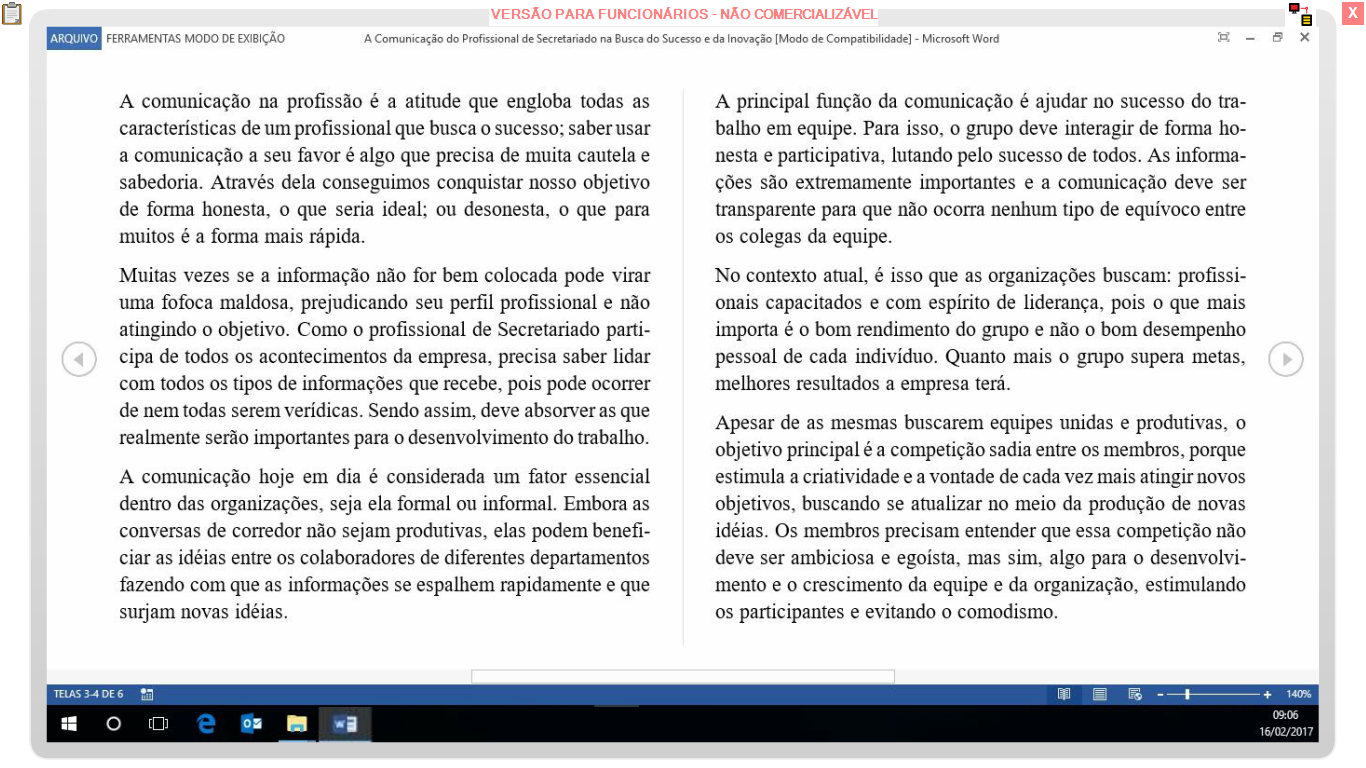 VERSÃO PARA FUNCIONÁRIOS - NÃO COMERCIALIZÁVEL
X
ARQUIVO FERRAMENTAS MODO DE EXIBIÇÃO
A Comunicação do Profissional de Secretariado na Busca do Sucesso e da Inovação [Modo de Compatibilidade] - Microsoft Word
A comunicação na profissão é a atitude que engloba todas as
características de um profissional que busca o sucesso; saber usar
a comunicação a seu favor é algo que precisa de muita cautela e
sabedoria. Através dela conseguimos conquistar nosso objetivo
de forma honesta, o que seria ideal; ou desonesta, o que para
muitos é a forma mais rápida.
Muitas vezes se a informação não for bem colocada pode virar
uma fofoca maldosa, prejudicando seu perfil profissional e não
atingindo o objetivo. Como o profissional de Secretariado parti-
cipa de todos os acontecimentos da empresa, precisa saber lidar
com todos os tipos de informações que recebe, pois pode ocorrer
de nem todas serem verídicas. Sendo assim, deve absorver as que
realmente serão importantes para o desenvolvimento do trabalho.
A comunicação hoje em dia é considerada um fator essencial
dentro das organizações, seja ela formal ou informal. Embora as
conversas de corredor não sejam produtivas, elas podem benefi-
ciar as idéias entre os colaboradores de diferentes departamentos
fazendo com que as informações se espalhem rapidamente e que
surjam novas idéias.
A principal função da comunicação é ajudar no sucesso do tra-
balho em equipe. Para isso, o grupo deve interagir de forma ho-
nesta e participativa, lutando pelo sucesso de todos. As informa-
ções são extremamente importantes e a comunicação deve ser
transparente para que não ocorra nenhum tipo de equívoco entre
os colegas da equipe.
No contexto atual, é isso que as organizações buscam: profissi-
onais capacitados e com espírito de liderança, pois o que mais
importa é o bom rendimento do grupo e não o bom desempenho
pessoal de cada indivíduo. Quanto mais o grupo supera metas,
melhores resultados a empresa terá.
Apesar de as mesmas buscarem equipes unidas e produtivas, o
objetivo principal é a competição sadia entre os membros, porque
estimula a criatividade e a vontade de cada vez mais atingir novos
objetivos, buscando se atualizar no meio da produção de novas
idéias. Os membros precisam entender que essa competição não
deve ser ambiciosa e egoísta, mas sim, algo para o desenvolvi-
mento e o crescimento da equipe e da organização, estimulando
os participantes e evitando o comodismo.
TELAS 3-4 DE 6
140%
09:06
16/02/2017